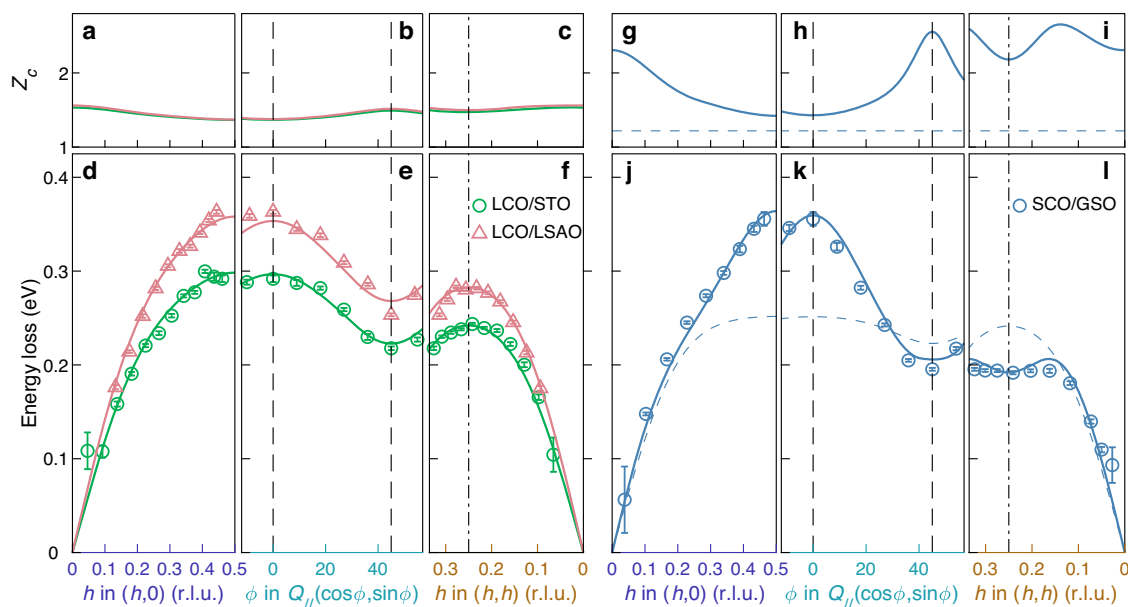 a b c g h i
Z_c
2
1
d e f j k l
LCO/STO
LCO/LSAO
SCO/GSO
Energy loss (eV)
0.4
0.3
0.2
0.1
0
0 0.1 0.2 0.3 0.4 0.5 0 40 0.3 0.2 0.1 0 0 0.1 0.2 0.3 0.4 0.5 0 40 0.3 0.2 0.1 0
h in (h,0) (r.l.u.) ϕ in Q_//(cosϕ,sinϕ) h in (h,h) (r.l.u.) h in (h,0) (r.l.u.) ϕ in Q_//(cosϕ,sinϕ) h in (h,h) (r.l.u.)